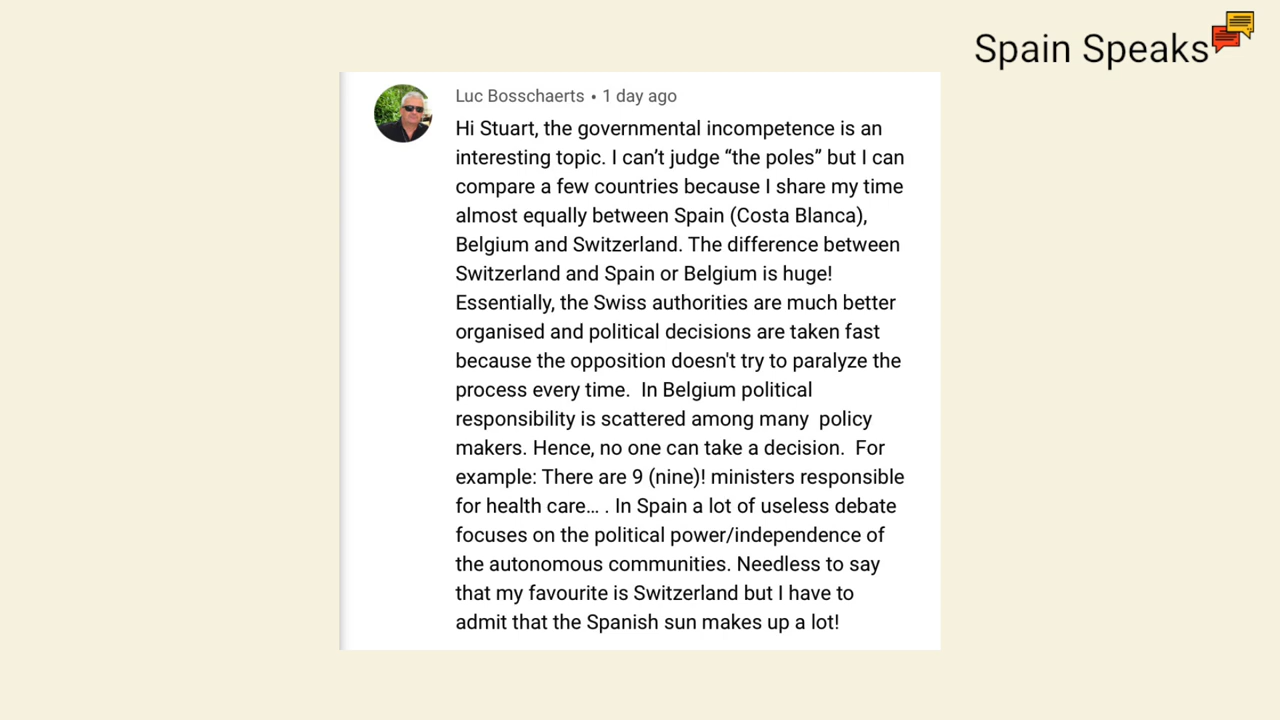 Spain Speaks
Luc Bosschaerts • 1 day ago
Hi Stuart, the governmental incompetence is an
interesting topic. I can’t judge “the poles” but I can
compare a few countries because I share my time
almost equally between Spain (Costa Blanca),
Belgium and Switzerland. The difference between
Switzerland and Spain or Belgium is huge!
Essentially, the Swiss authorities are much better
organised and political decisions are taken fast
because the opposition doesn't try to paralyze the
process every time.  In Belgium political
responsibility is scattered among many  policy
makers. Hence, no one can take a decision.  For
example: There are 9 (nine)! ministers responsible
for health care… . In Spain a lot of useless debate
focuses on the political power/independence of
the autonomous communities. Needless to say
that my favourite is Switzerland but I have to
admit that the Spanish sun makes up a lot!